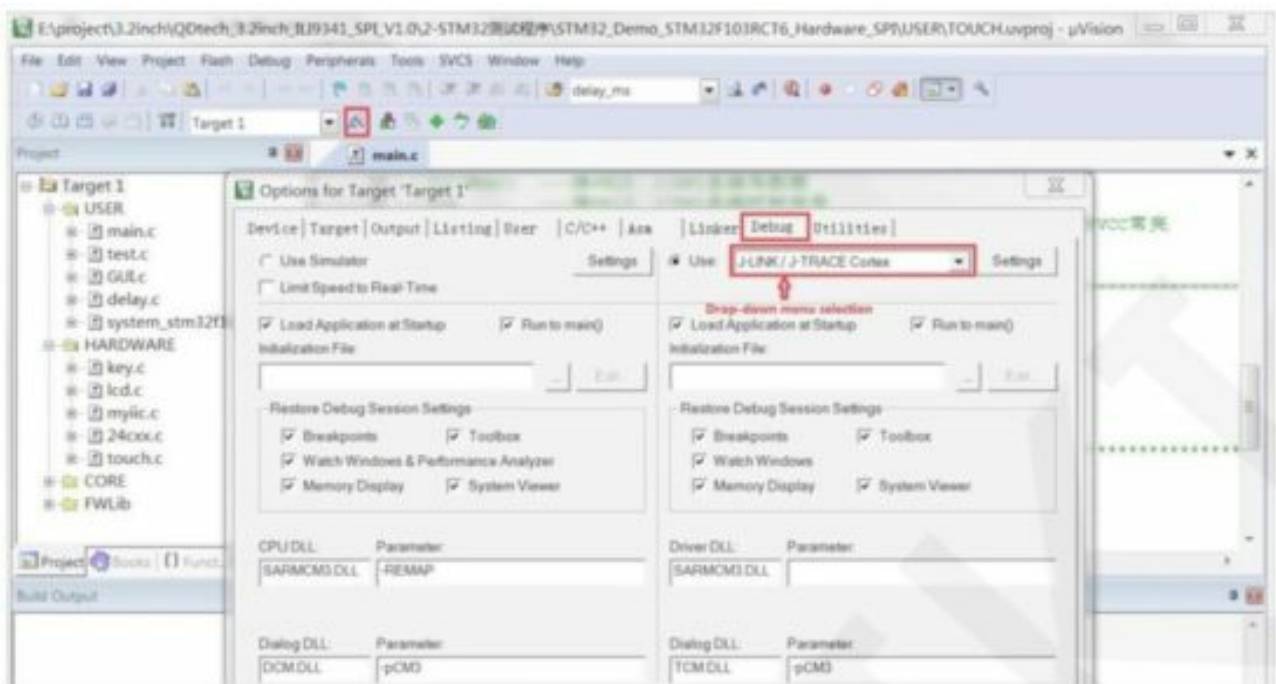 E:\project\3.2inch\QDtech_3.2inch_ILI9341_SPI_V1.0\2-STM32测试程序\STM32_Demo_STM32F103RCT6_Hardware_SPI\USER\TOUCH.uvproj - µVision
File Edit View Project Flash Debug Peripherals Tools SVCS Window Help
delay_ms
Target 1
Project
main.c
Target 1
USER
main.c
test.c
GUI.c
delay.c
system_stm32f1
HARDWARE
key.c
lcd.c
myiic.c
24cxx.c
touch.c
CORE
FWLib
Project Books {} Funct.
Build Output
Options for Target 'Target 1'
Device Target Output Listing User C/C++ Asm Linker Debug Utilities
Use Simulator Settings
Limit Speed to Real-Time
Load Application at Startup Run to main()
Initialization File:
... Edit...
Restore Debug Session Settings
Breakpoints Toolbox
Watch Windows & Performance Analyzer
Memory Display System Viewer
CPU DLL: Parameter:
SARMCM3.DLL -REMAP
Dialog DLL: Parameter:
DCM.DLL -pCM3
Use: J-LINK / J-TRACE Cortex Settings
Drop-down menu selection
Load Application at Startup Run to main()
Initialization File:
... Edit...
Restore Debug Session Settings
Breakpoints Toolbox
Watch Windows
Memory Display System Viewer
Driver DLL: Parameter:
SARMCM3.DLL
Dialog DLL: Parameter:
TCM.DLL -pCM3
VCC常亮